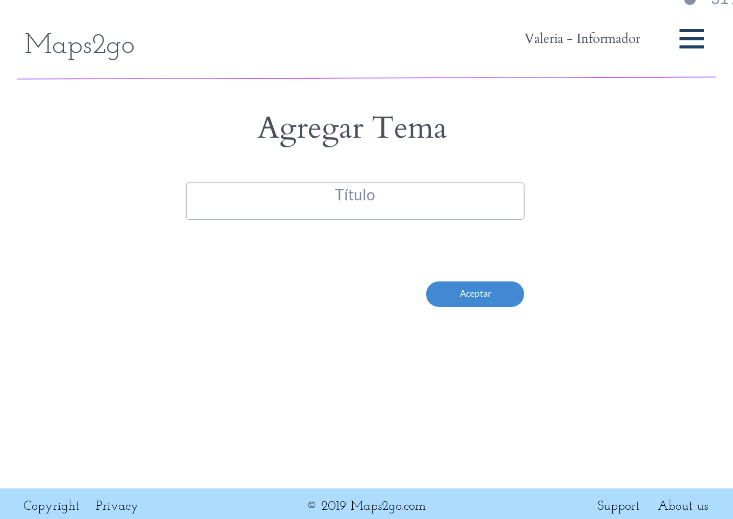 Maps2go
Valeria - Informador
Agregar Tema
Título
Aceptar
Copyright Privacy © 2019 Maps2go.com Support About us